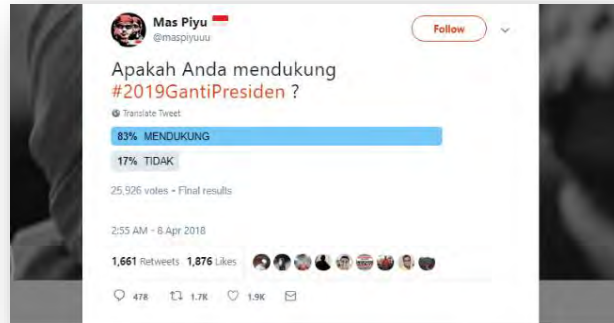 Mas Piyu
@maspiyuuu
Follow
Apakah Anda mendukung
#2019GantiPresiden ?
Translate Tweet
83% MENDUKUNG
17% TIDAK
25,926 votes • Final results
2:55 AM - 8 Apr 2018
1,661 Retweets 1,876 Likes
478 1.7K 1.9K